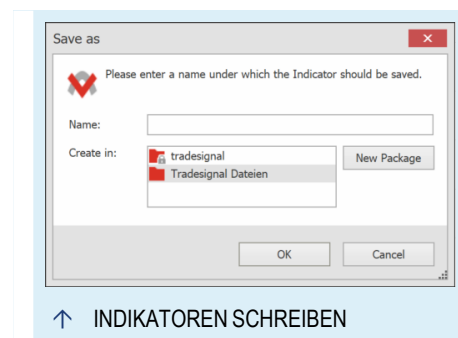 Save as
Please enter a name under which the Indicator should be saved.
Name:
Create in:
tradesignal
New Package
Tradesignal Dateien
OK
Cancel
↑ INDIKATOREN SCHREIBEN